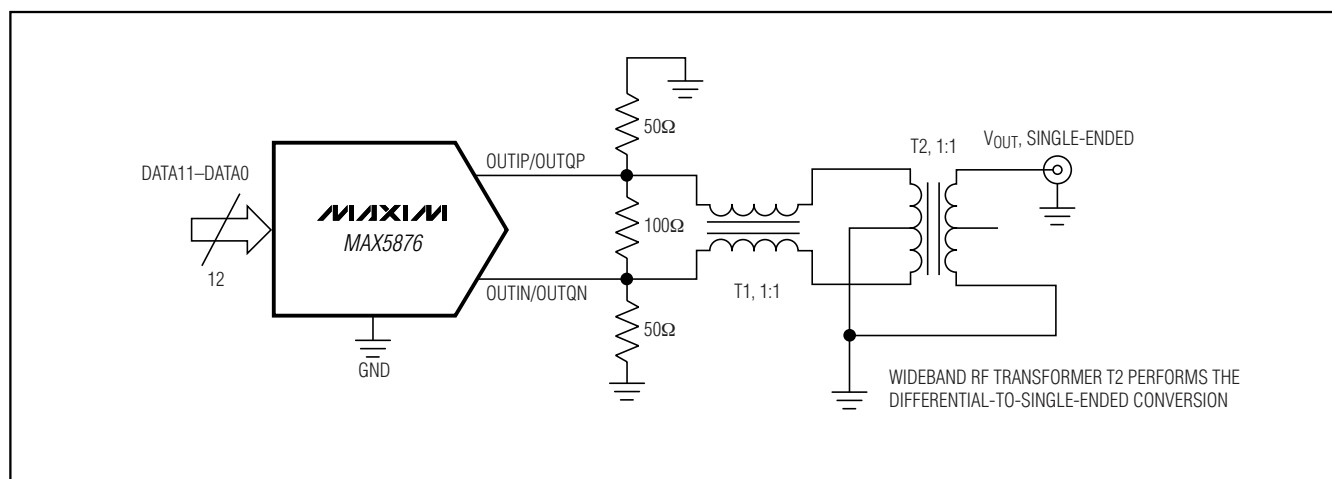 50Ω
T2, 1:1
VOUT, SINGLE-ENDED
DATA11–DATA0
OUTIP/OUTQP
MAXIM
MAX5876
100Ω
12
OUTIN/OUTQN
T1, 1:1
50Ω
GND
WIDEBAND RF TRANSFORMER T2 PERFORMS THE
DIFFERENTIAL-TO-SINGLE-ENDED CONVERSION